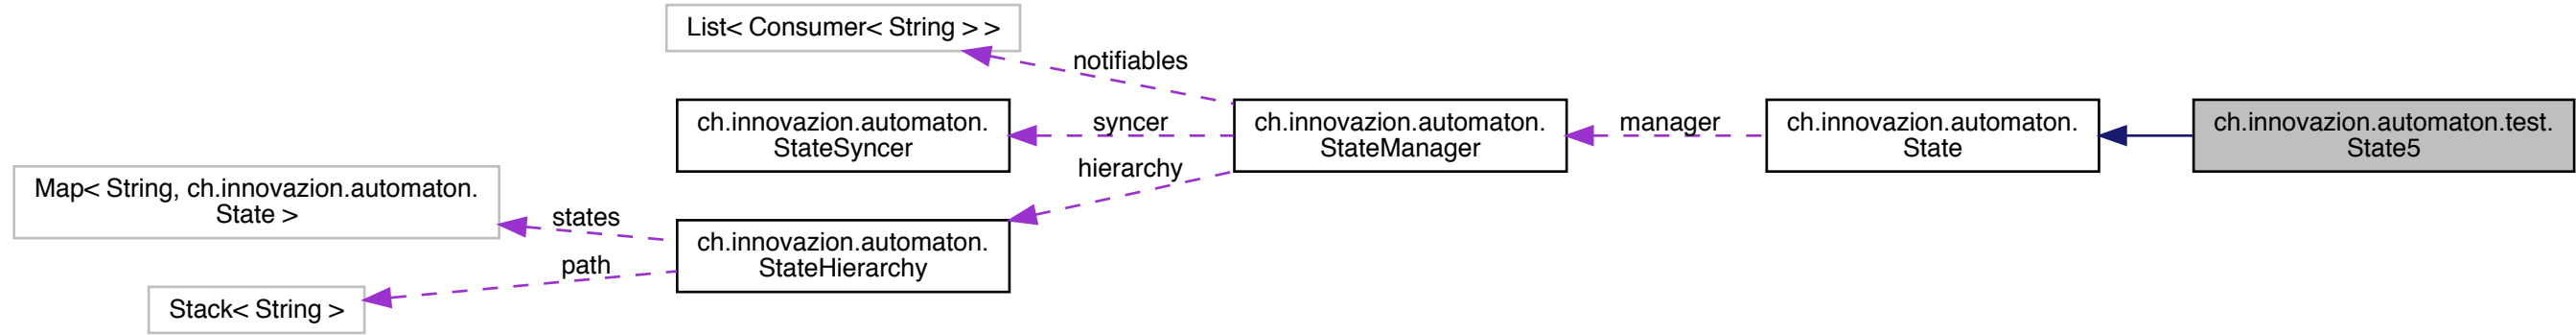 List< Consumer< String > >
notifiables
ch.innovazion.automaton.
StateSyncer
syncer
ch.innovazion.automaton.
StateManager
manager
ch.innovazion.automaton.
State
ch.innovazion.automaton.test.
State5
hierarchy
Map< String, ch.innovazion.automaton.
State >
states
ch.innovazion.automaton.
StateHierarchy
path
Stack< String >